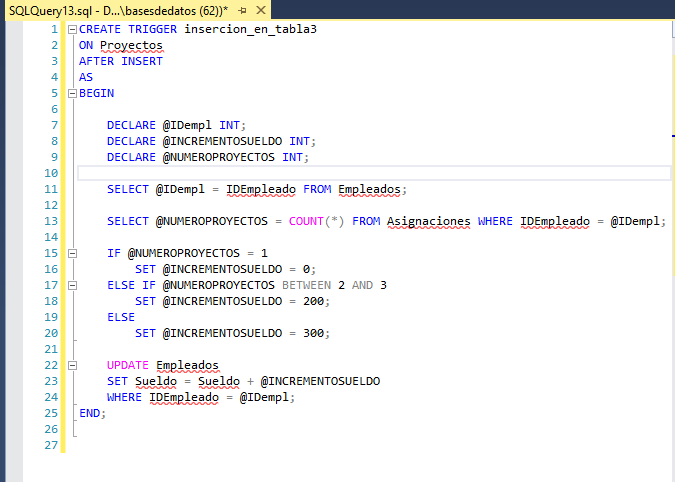 SQLQuery13.sql - D...\basesdedatos (62))*
1 CREATE TRIGGER insercion_en_tabla3
2 ON Proyectos
3 AFTER INSERT
4 AS
5 BEGIN
6
7 DECLARE @IDempl INT;
8 DECLARE @INCREMENTOSUELDO INT;
9 DECLARE @NUMEROPROYECTOS INT;
10
11 SELECT @IDempl = IDEmpleado FROM Empleados;
12
13 SELECT @NUMEROPROYECTOS = COUNT(*) FROM Asignaciones WHERE IDEmpleado = @IDempl;
14
15 IF @NUMEROPROYECTOS = 1
16 SET @INCREMENTOSUELDO = 0;
17 ELSE IF @NUMEROPROYECTOS BETWEEN 2 AND 3
18 SET @INCREMENTOSUELDO = 200;
19 ELSE
20 SET @INCREMENTOSUELDO = 300;
21
22 UPDATE Empleados
23 SET Sueldo = Sueldo + @INCREMENTOSUELDO
24 WHERE IDEmpleado = @IDempl;
25 END;
26
27